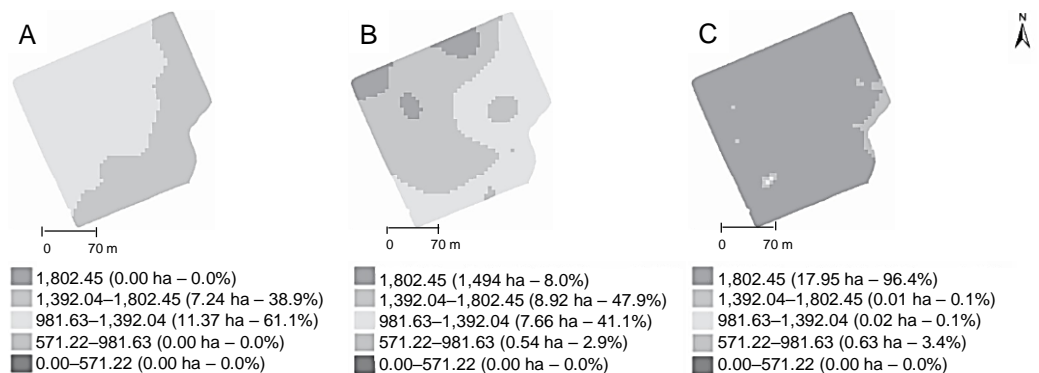 A
B
C
N
0 70 m
0 70 m
0 70 m
1,802.45 (0.00 ha – 0.0%)
1,392.04–1,802.45 (7.24 ha – 38.9%)
981.63–1,392.04 (11.37 ha – 61.1%)
571.22–981.63 (0.00 ha – 0.0%)
0.00–571.22 (0.00 ha – 0.0%)
1,802.45 (1,494 ha – 8.0%)
1,392.04–1,802.45 (8.92 ha – 47.9%)
981.63–1,392.04 (7.66 ha – 41.1%)
571.22–981.63 (0.54 ha – 2.9%)
0.00–571.22 (0.00 ha – 0.0%)
1,802.45 (17.95 ha – 96.4%)
1,392.04–1,802.45 (0.01 ha – 0.1%)
981.63–1,392.04 (0.02 ha – 0.1%)
571.22–981.63 (0.63 ha – 3.4%)
0.00–571.22 (0.00 ha – 0.0%)